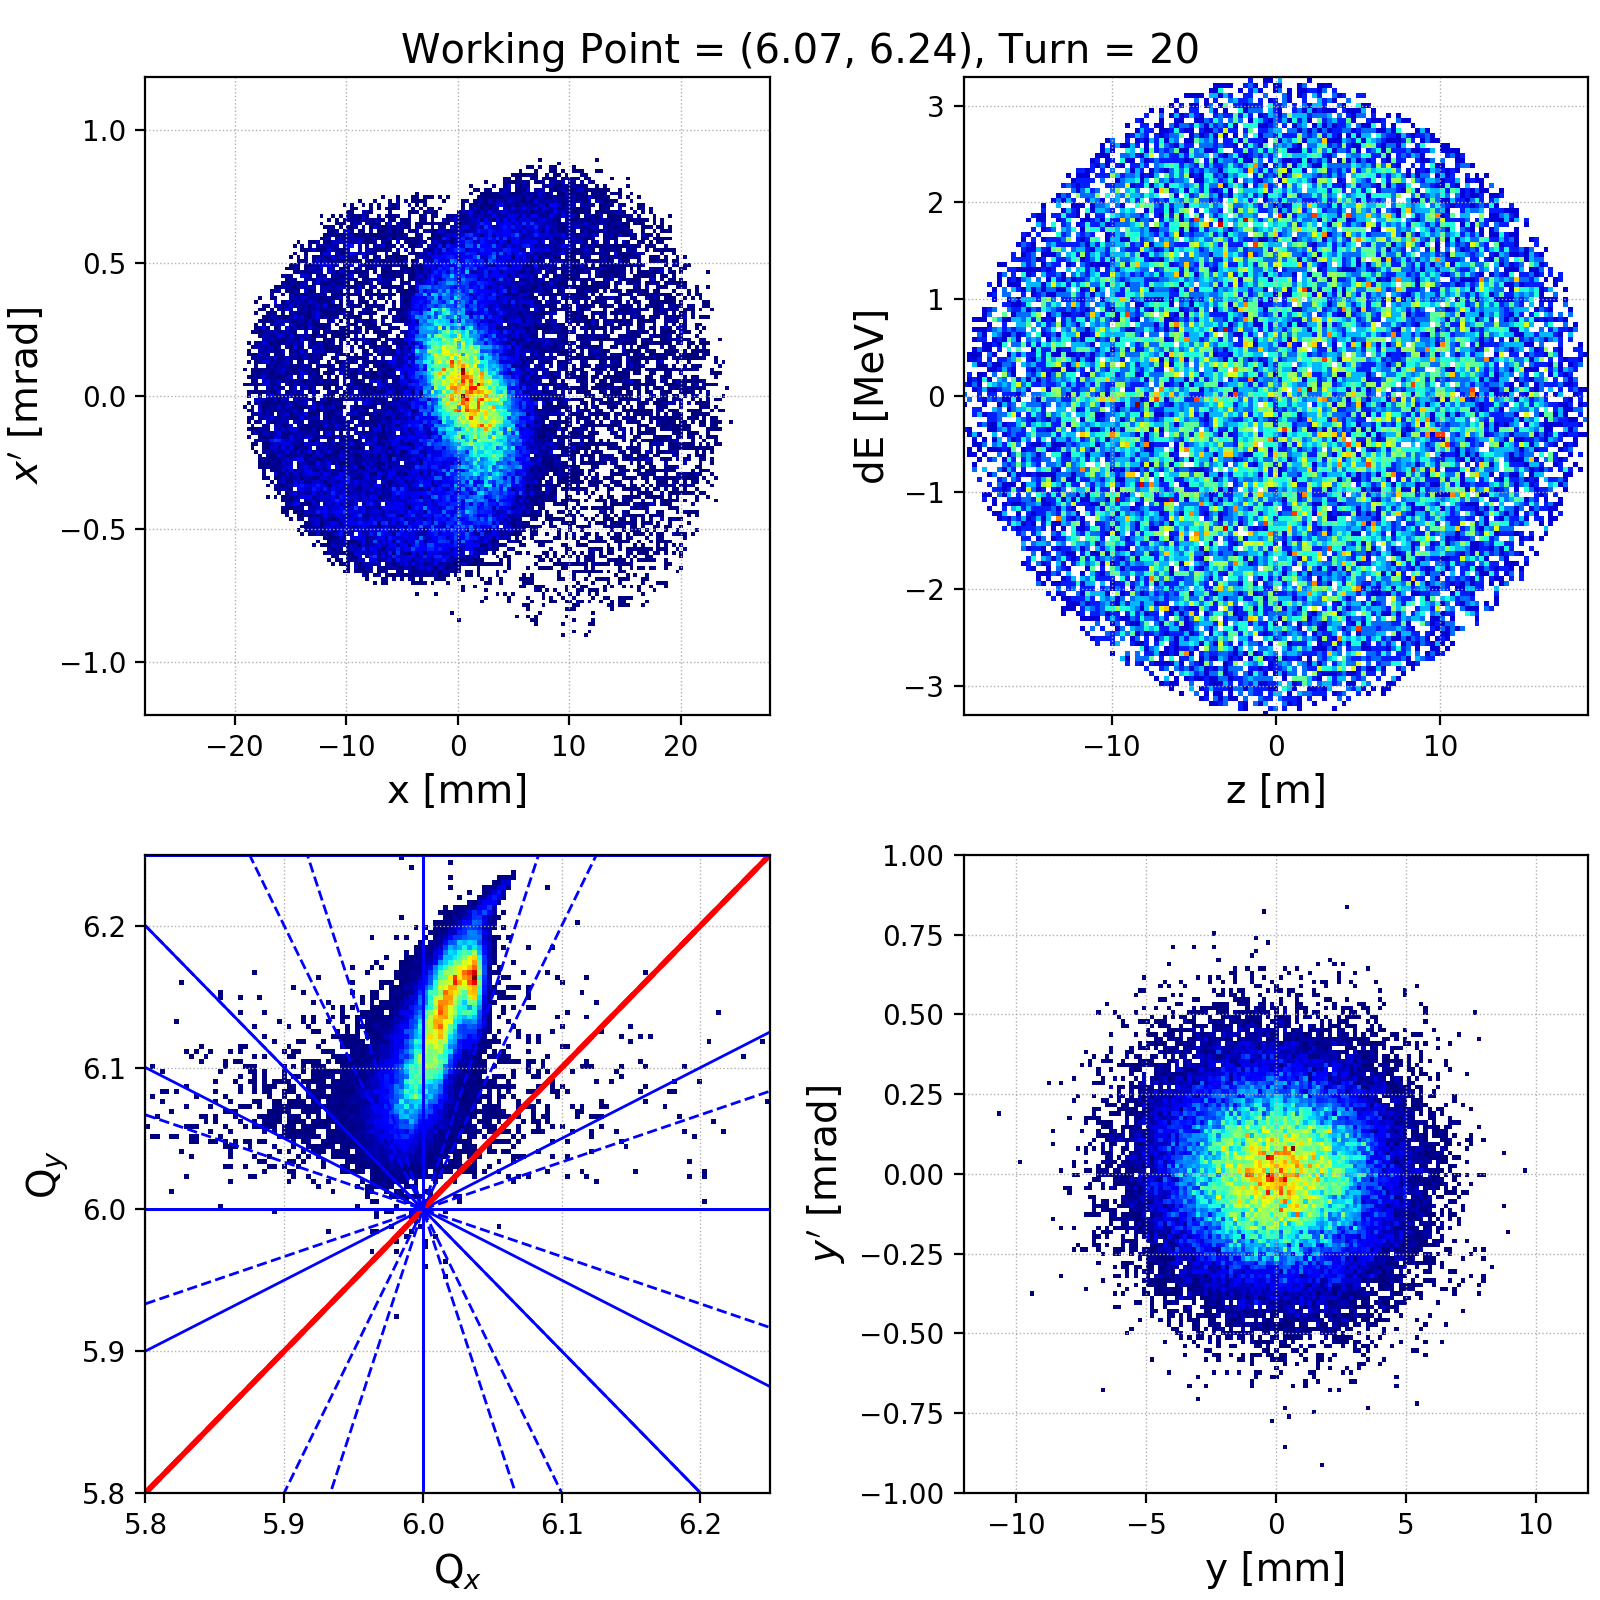 Working Point = (6.07, 6.24), Turn = 20
1.0
0.5
0.0
−0.5
−1.0
x′ [mrad]
−20 −10 0 10 20
x [mm]
3
2
1
0
−1
−2
−3
dE [MeV]
−10 0 10
z [m]
6.2
6.1
6.0
5.9
5.8
Qy
5.8 5.9 6.0 6.1 6.2
Qx
1.00
0.75
0.50
0.25
0.00
−0.25
−0.50
−0.75
−1.00
y′ [mrad]
−10 −5 0 5 10
y [mm]